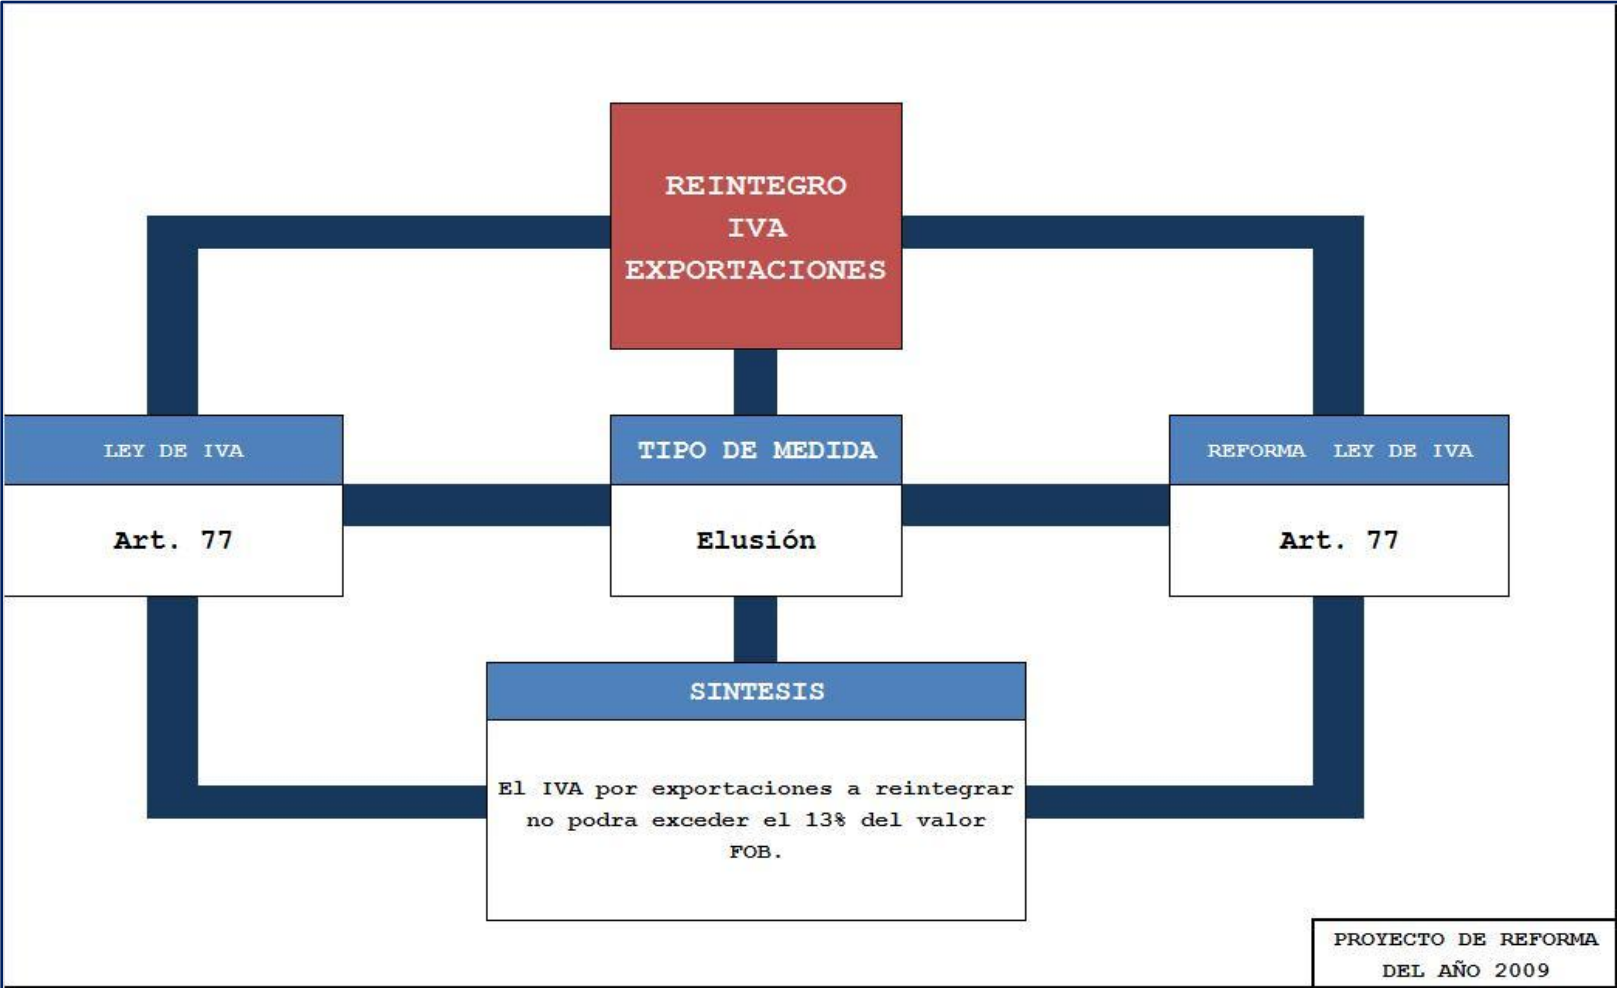 REINTEGRO
IVA
EXPORTACIONES
LEY DE IVA
TIPO DE MEDIDA
REFORMA LEY DE IVA
Art. 77
Elusión
Art. 77
SINTESIS
El IVA por exportaciones a reintegrar
no podra exceder el 13% del valor
FOB.
PROYECTO DE REFORMA
DEL AÑO 2009